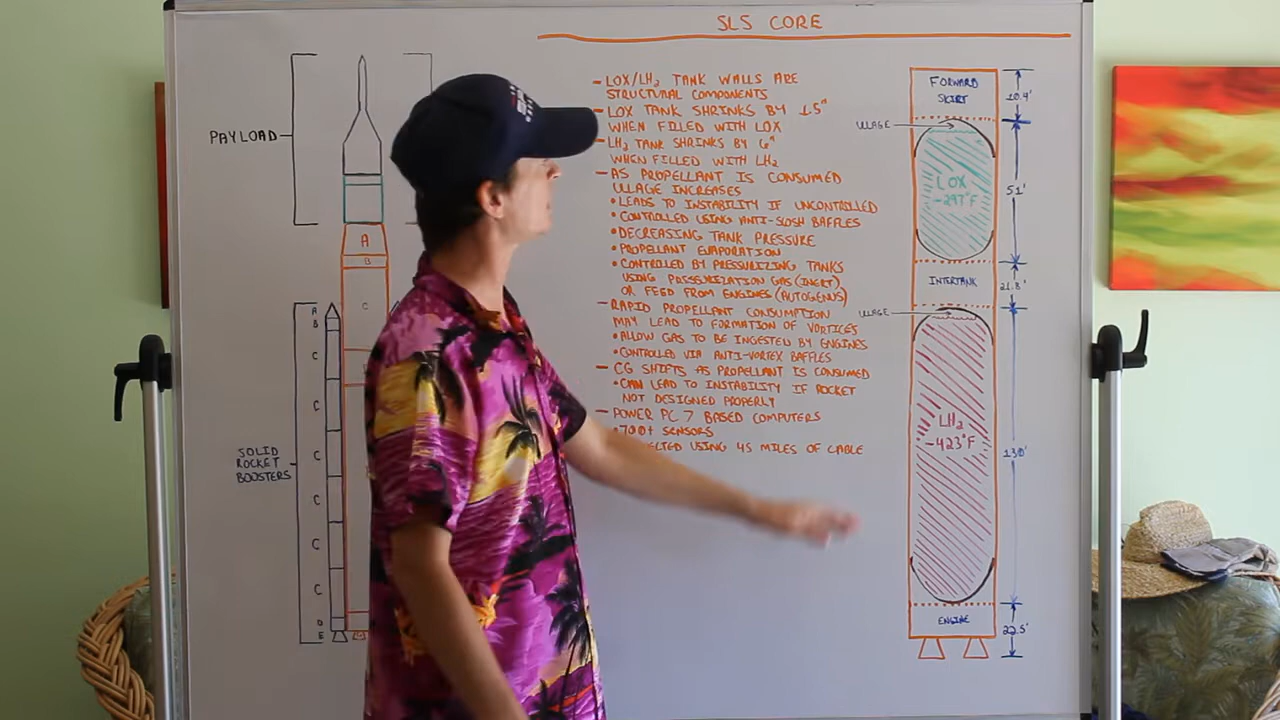 SLS CORE
PAYLOAD
A
B
C
A
B
C
C
C
C
C
C
D
E
SOLID
ROCKET
BOOSTERS
- LOX/LH2 TANK WALLS ARE
STRUCTURAL COMPONENTS
- LOX TANK SHRINKS BY 1.5"
WHEN FILLED WITH LOX
- LH2 TANK SHRINKS BY 6"
WHEN FILLED WITH LH2
- AS PROPELLANT IS CONSUMED
ULLAGE INCREASES
• LEADS TO INSTABILITY IF UNCONTROLLED
• CONTROLLED USING ANTI-SLOSH BAFFLES
• DECREASING TANK PRESSURE
• PROPELLANT EVAPORATION
• CONTROLLED BY PRESSURIZING TANKS
USING PRESSURIZATION GAS (INERT)
OR FEED FROM ENGINES (AUTOGENUS)
- RAPID PROPELLANT CONSUMPTION
MAY LEAD TO FORMATION OF VORTICES
• ALLOW GAS TO BE INGESTED BY ENGINES
• CONTROLLED VIA ANTI-VORTEX BAFFLES
- CG SHIFTS AS PROPELLANT IS CONSUMED
• CAN LEAD TO INSTABILITY IF ROCKET
NOT DESIGNED PROPERLY
- POWER PC 7 BASED COMPUTERS
• 700+ SENSORS
USING 45 MILES OF CABLE
FORWARD
SKIRT
10.4'
ULLAGE
LOX
-297°F
51'
INTERTANK
21.8'
ULLAGE
LH2
-423°F
130'
ENGINE
22.5'